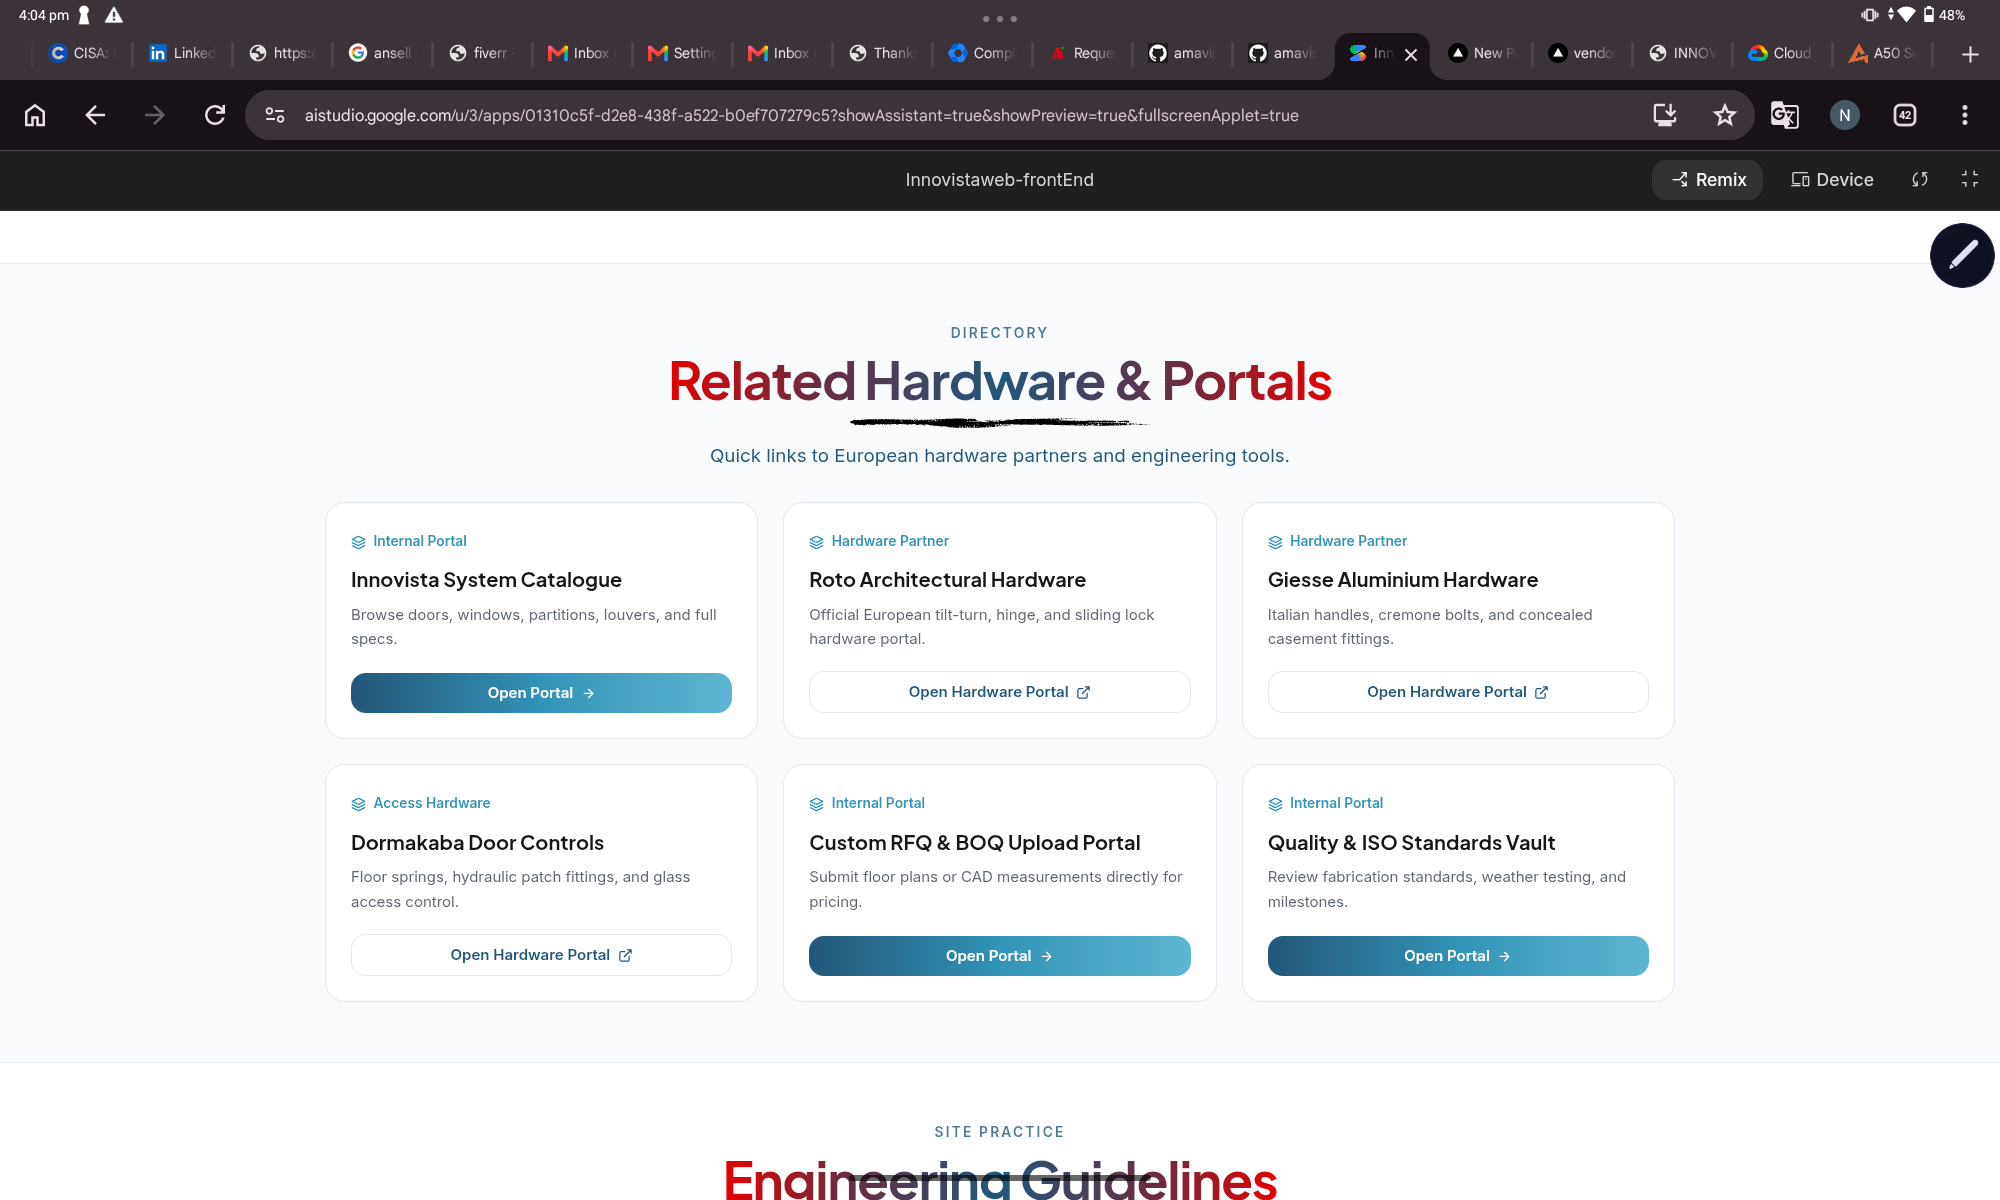 4:04 pm
48%
CISA:
Linked
https:/
ansell
fiverr
Inbox
Setting
Inbox
Thank
Compl
Reque
amavi
amavi
Inn
New P
vendo
INNOV
Cloud
A50 S
aistudio.google.com/u/3/apps/01310c5f-d2e8-438f-a522-b0ef707279c5?showAssistant=true&showPreview=true&fullscreenApplet=true
N
42
Innovistaweb-frontEnd
Remix
Device
DIRECTORY
Related Hardware & Portals
Quick links to European hardware partners and engineering tools.
Internal Portal
Innovista System Catalogue
Browse doors, windows, partitions, louvers, and full
specs.
Open Portal
Hardware Partner
Roto Architectural Hardware
Official European tilt-turn, hinge, and sliding lock
hardware portal.
Open Hardware Portal
Hardware Partner
Giesse Aluminium Hardware
Italian handles, cremone bolts, and concealed
casement fittings.
Open Hardware Portal
Access Hardware
Dormakaba Door Controls
Floor springs, hydraulic patch fittings, and glass
access control.
Open Hardware Portal
Internal Portal
Custom RFQ & BOQ Upload Portal
Submit floor plans or CAD measurements directly for
pricing.
Open Portal
Internal Portal
Quality & ISO Standards Vault
Review fabrication standards, weather testing, and
milestones.
Open Portal
SITE PRACTICE
Engineering Guidelines